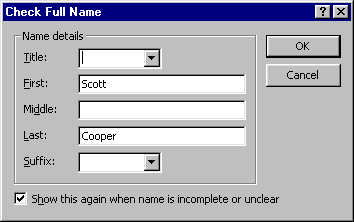 Check Full Name
Name details
Title:
First: Scott
Middle:
Last: Cooper
Suffix:
OK
Cancel
Show this again when name is incomplete or unclear